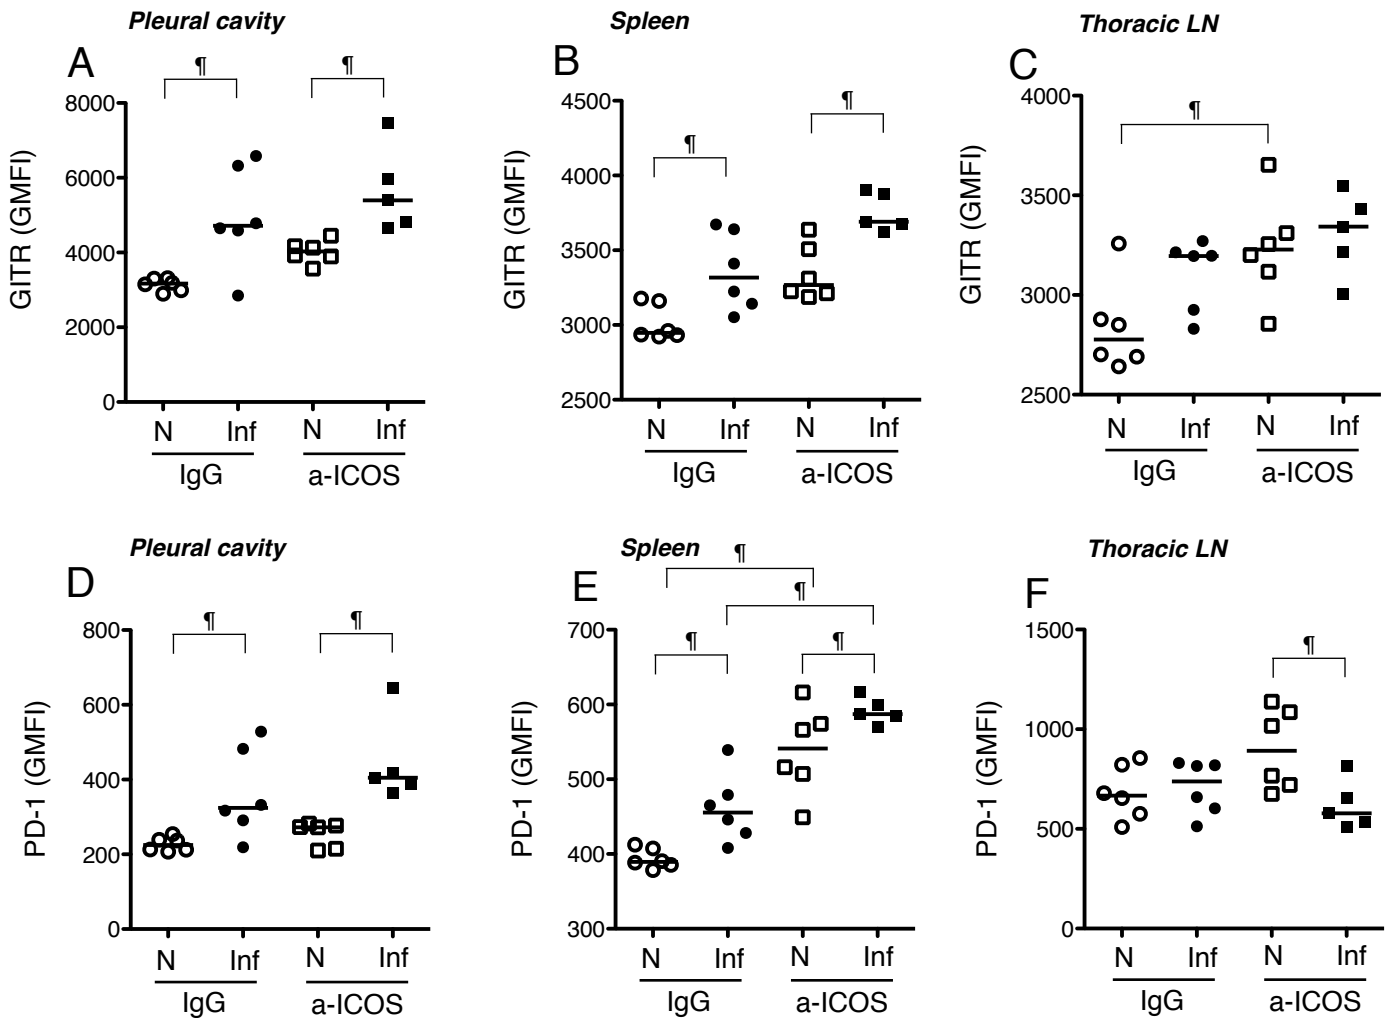 Pleural cavity
A
¶
¶
GITR (GMFI)
8000
6000
4000
2000
0
N Inf N Inf
IgG a-ICOS
Spleen
B
¶
¶
GITR (GMFI)
4500
4000
3500
3000
2500
N Inf N Inf
IgG a-ICOS
Thoracic LN
C
¶
GITR (GMFI)
4000
3500
3000
2500
N Inf N Inf
IgG a-ICOS
Pleural cavity
D
¶
¶
PD-1 (GMFI)
800
600
400
200
0
N Inf N Inf
IgG a-ICOS
Spleen
E
¶
¶
¶
¶
PD-1 (GMFI)
700
600
500
400
300
N Inf N Inf
IgG a-ICOS
Thoracic LN
F
¶
PD-1 (GMFI)
1500
1000
500
0
N Inf N Inf
IgG a-ICOS